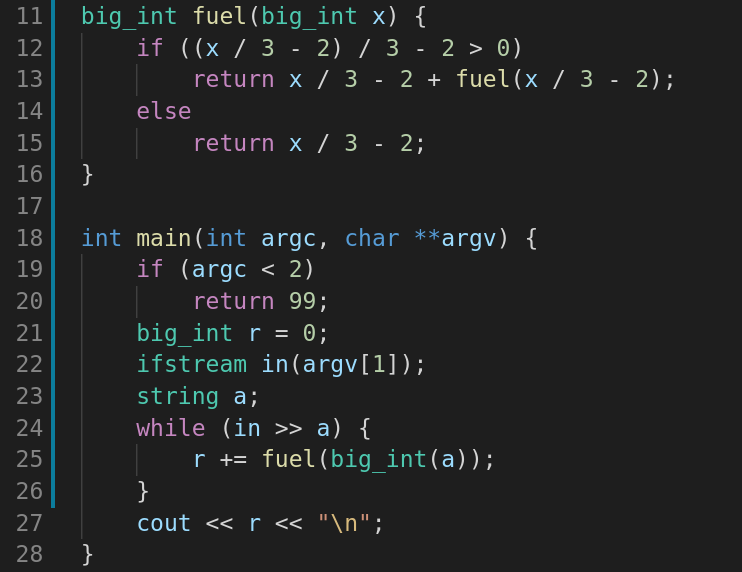 11 big_int fuel(big_int x) {
12     if ((x / 3 - 2) / 3 - 2 > 0)
13         return x / 3 - 2 + fuel(x / 3 - 2);
14     else
15         return x / 3 - 2;
16 }
17
18 int main(int argc, char **argv) {
19     if (argc < 2)
20         return 99;
21     big_int r = 0;
22     ifstream in(argv[1]);
23     string a;
24     while (in >> a) {
25         r += fuel(big_int(a));
26     }
27     cout << r << "\n";
28 }